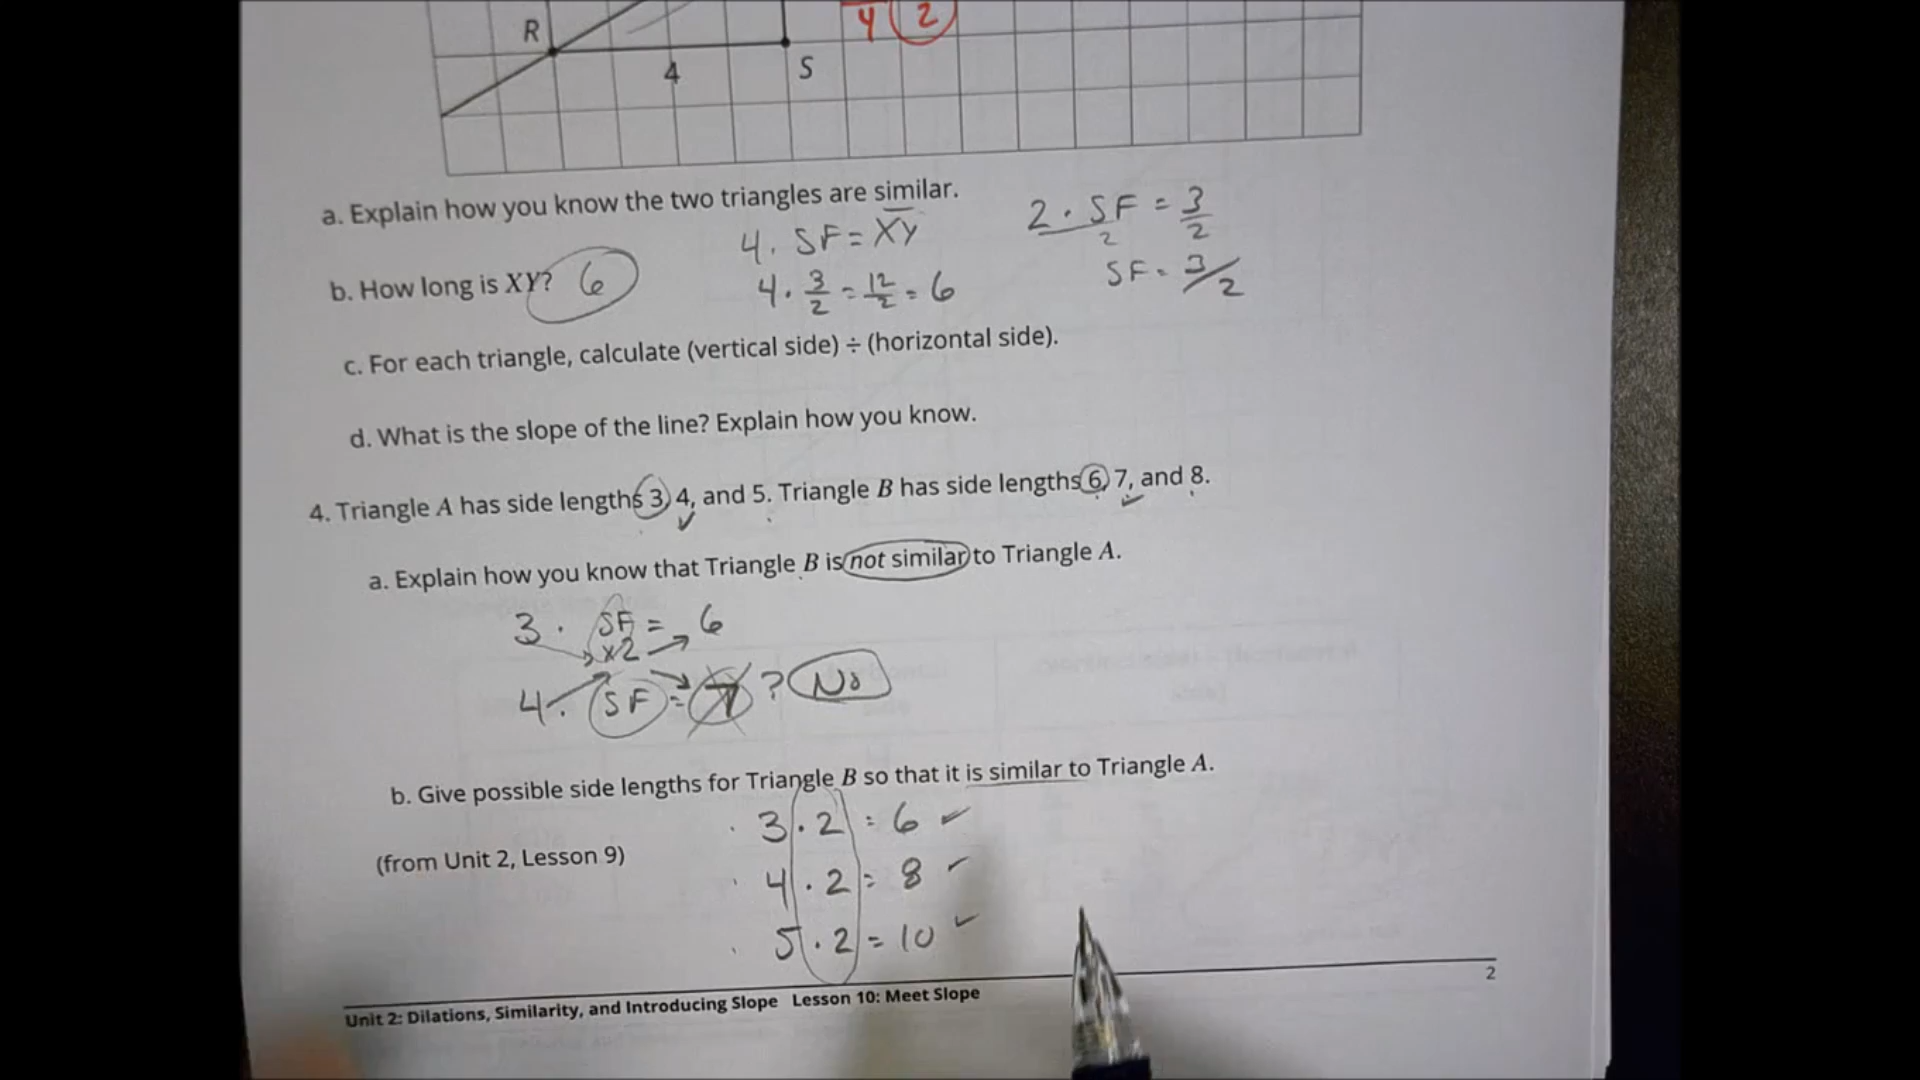 R
4
S
4 2
a. Explain how you know the two triangles are similar.
4 . SF = XY
2 . SF = 3
2 2
b. How long is XY? 6
4 . 3/2 = 12/2 = 6
SF = 3/2
c. For each triangle, calculate (vertical side) ÷ (horizontal side).
d. What is the slope of the line? Explain how you know.
4. Triangle A has side lengths 3, 4, and 5. Triangle B has side lengths 6, 7, and 8.
a. Explain how you know that Triangle B is not similar to Triangle A.
3 . SF = 6
x2
4 . SF = 7 ? No
b. Give possible side lengths for Triangle B so that it is similar to Triangle A.
3 . 2 = 6
(from Unit 2, Lesson 9)
4 . 2 = 8
5 . 2 = 10
2
Unit 2: Dilations, Similarity, and Introducing Slope Lesson 10: Meet Slope